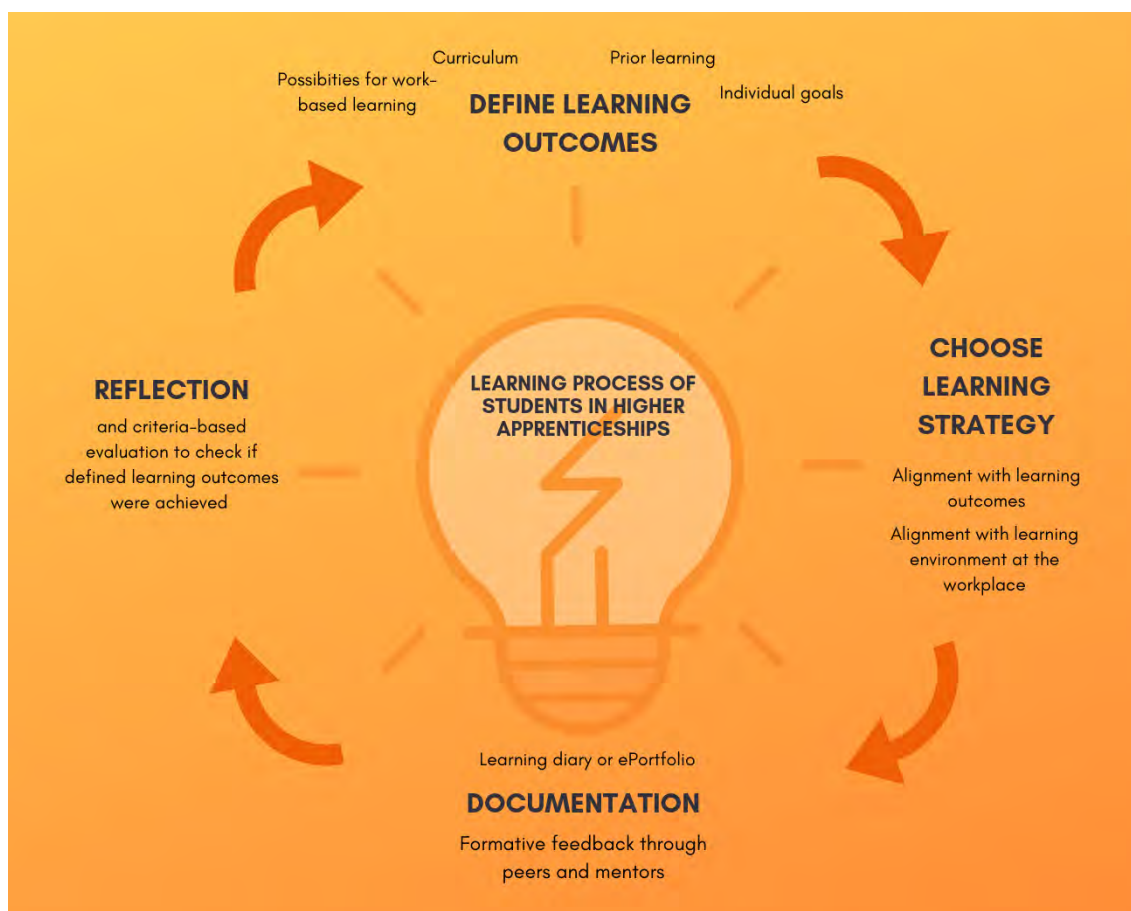 Curriculum
Prior learning
Possibities for work-
based learning
Individual goals
DEFINE LEARNING
OUTCOMES
CHOOSE
LEARNING
STRATEGY
Alignment with learning
outcomes
Alignment with learning
environment at the
workplace
LEARNING PROCESS OF
STUDENTS IN HIGHER
APPRENTICESHIPS
REFLECTION
and criteria-based
evaluation to check if
defined learning outcomes
were achieved
Learning diary or ePortfolio
DOCUMENTATION
Formative feedback through
peers and mentors